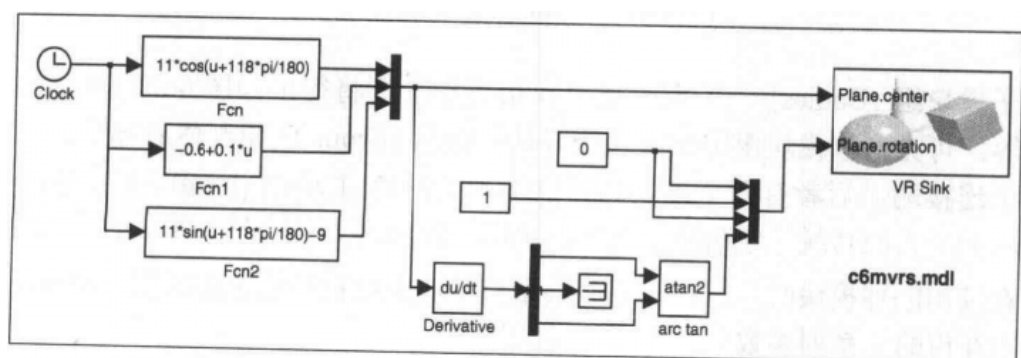 Clock
11*cos(u+118*pi/180)
Fcn
-0.6+0.1*u
Fcn1
11*sin(u+118*pi/180)-9
Fcn2
0
1
du/dt
Derivative
atan2
arc tan
Plane.center
Plane.rotation
VR Sink
c6mvrs.mdl